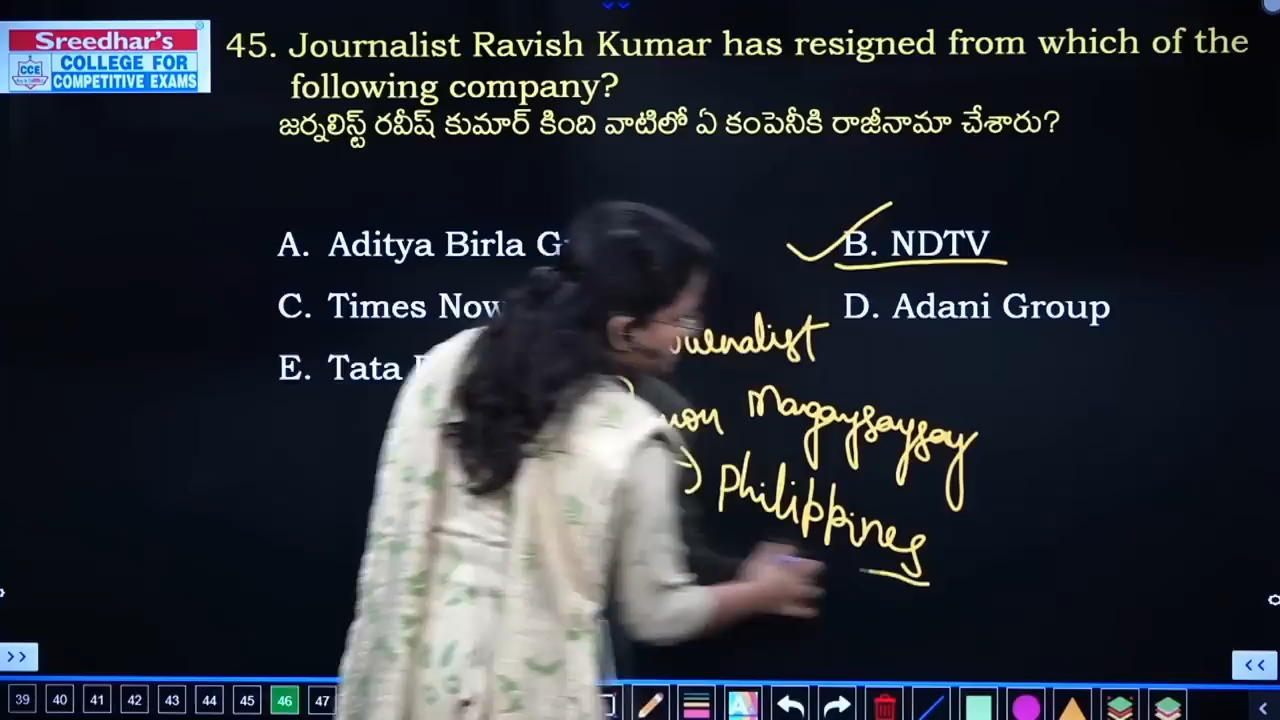 Sreedhar's
CCE
COLLEGE FOR
COMPETITIVE EXAMS
45. Journalist Ravish Kumar has resigned from which of the
following company?
జర్నలిస్ట్ రవీష్ కుమార్ కింది వాటిలో ఏ కంపెనీకి రాజీనామా చేశారు?
A. Aditya Birla
B. NDTV
C. Times Now
D. Adani Group
E. Tata
Magaysaysay
Philippines
>>
<<
39 40 41 42 43 44 45 46 47